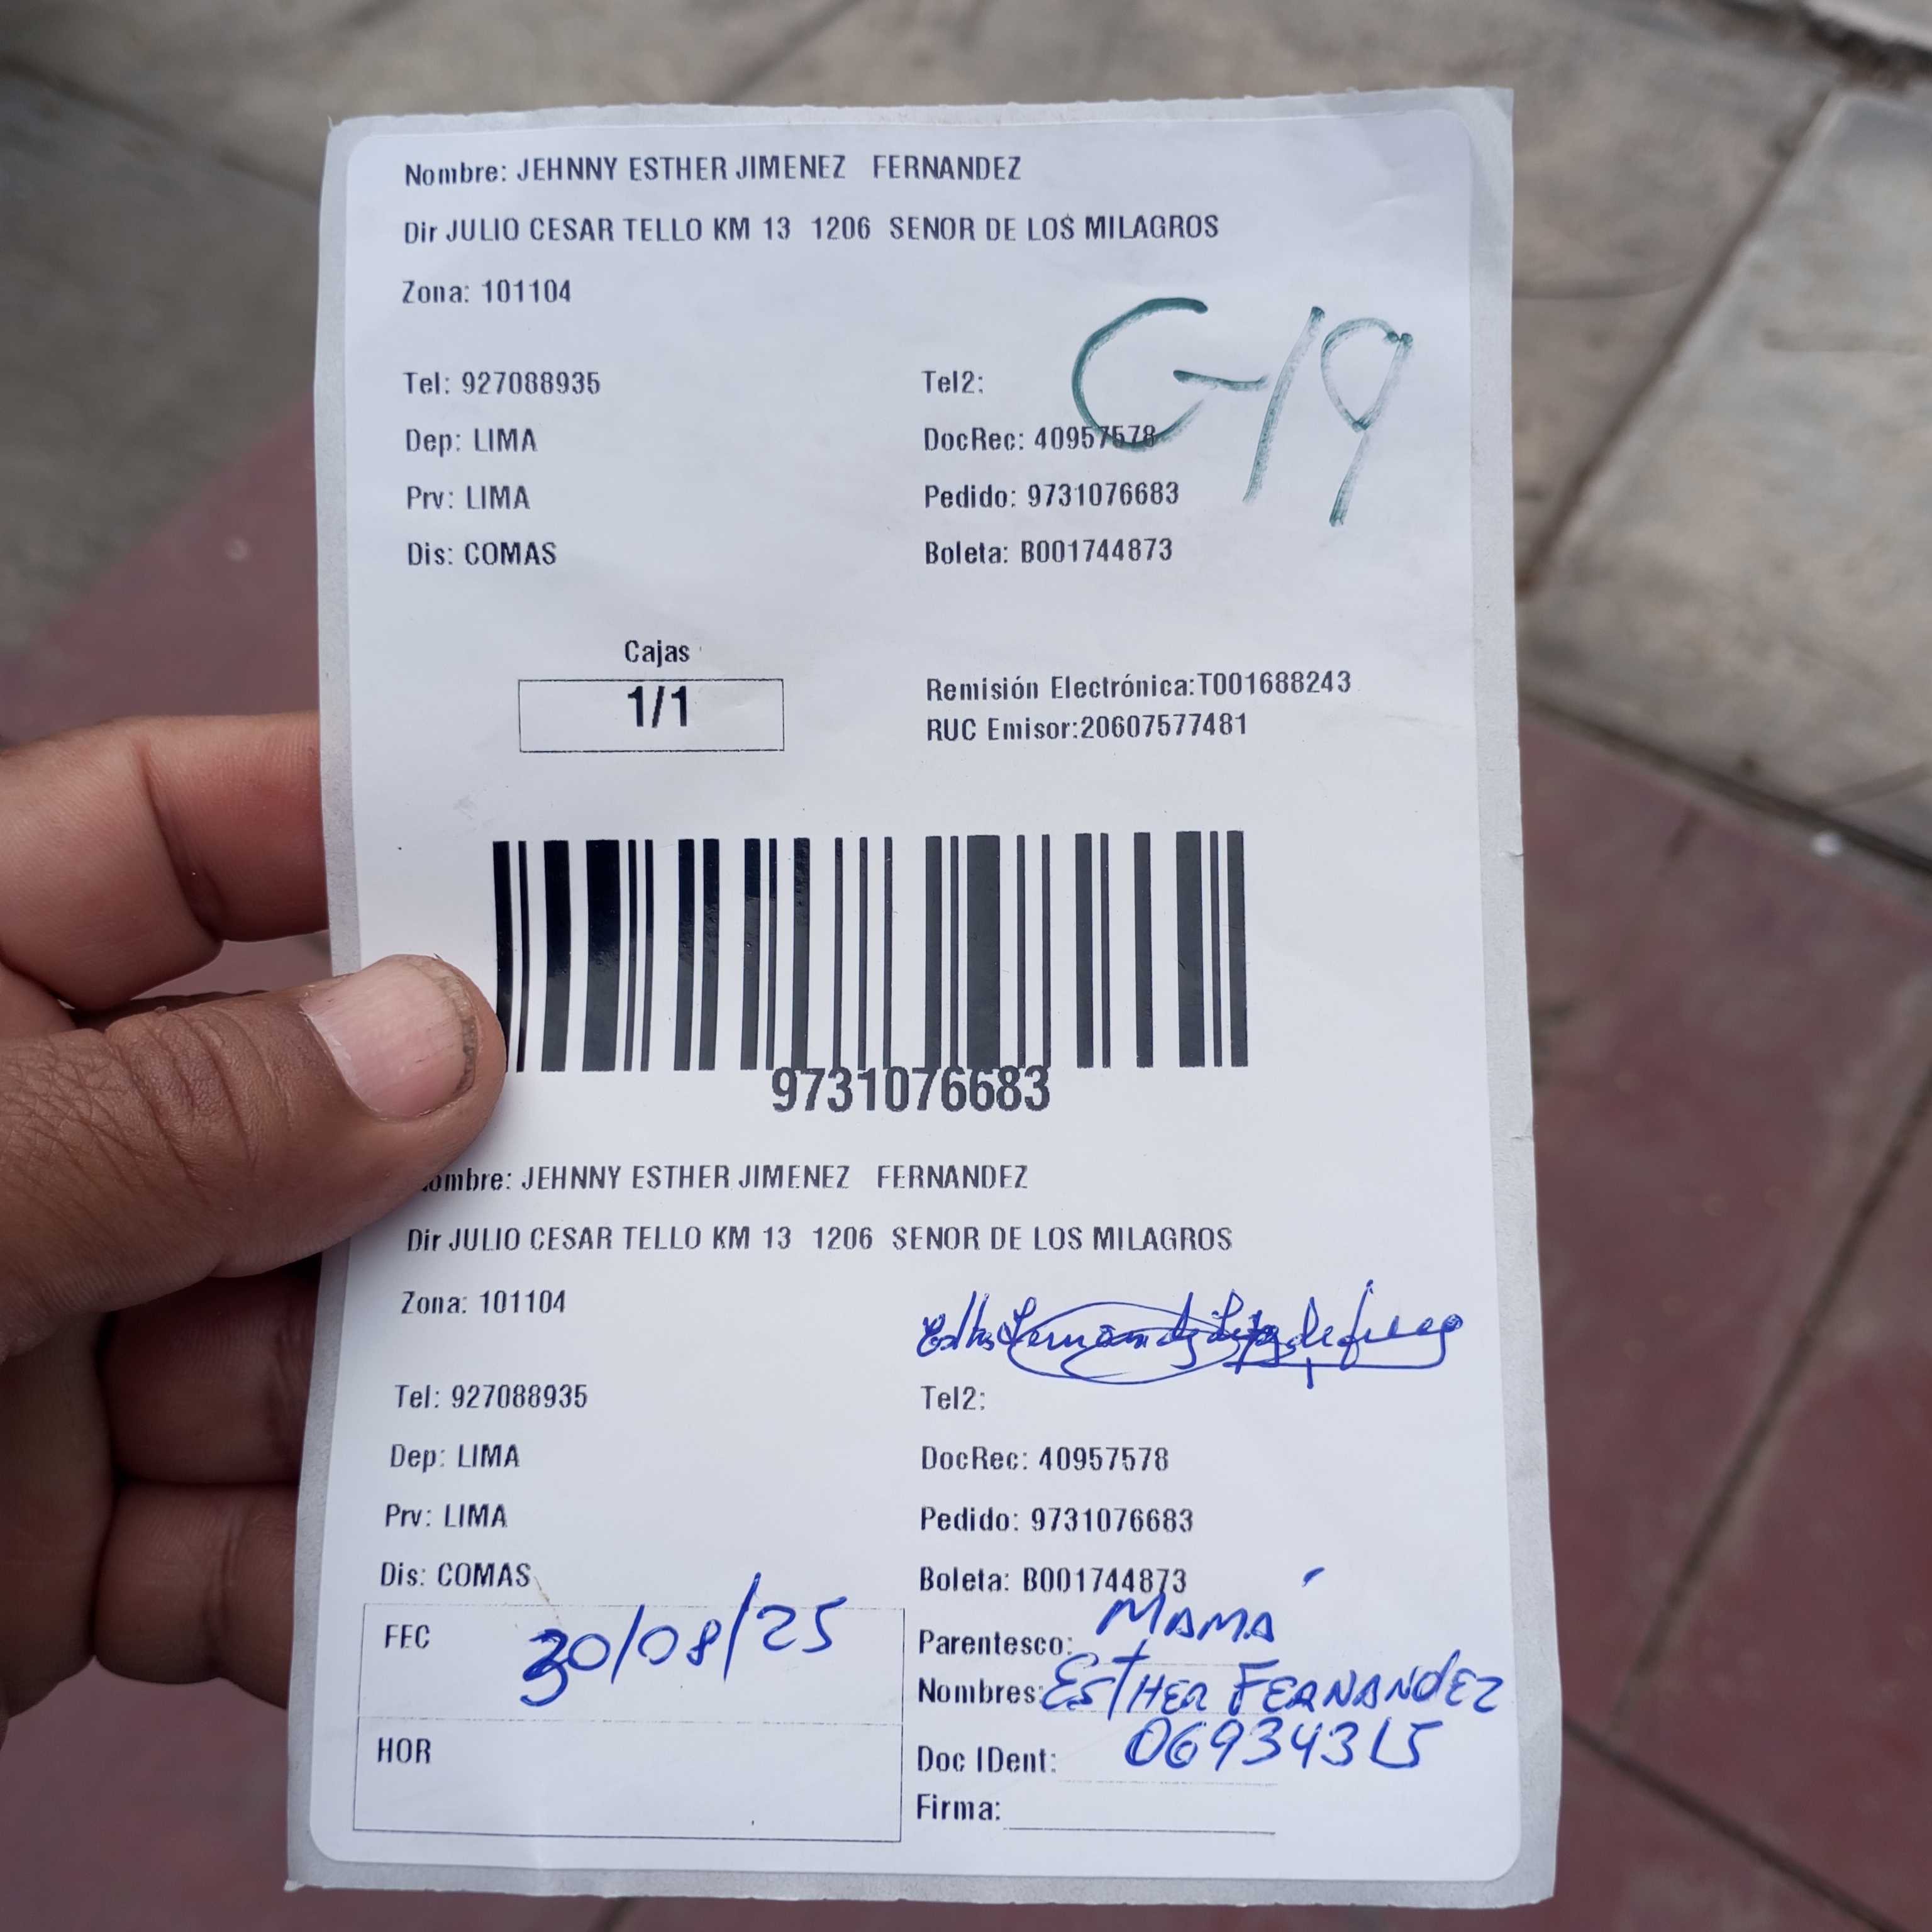 Nombre: JEHNNY ESTHER JIMENEZ FERNANDEZ
Dir JULIO CESAR TELLO KM 13 1206 SENOR DE LOS MILAGROS
Zona: 101104
G-19
Tel: 927088935 Tel2:
Dep: LIMA DocRec: 40957578
Prv: LIMA Pedido: 9731076683
Dis: COMAS Boleta: B001744873
Cajas
1/1
Remisión Electrónica:T001688243
RUC Emisor:20607577481
9731076683
ombre: JEHNNY ESTHER JIMENEZ FERNANDEZ
Dir JULIO CESAR TELLO KM 13 1206 SENOR DE LOS MILAGROS
Zona: 101104
Tel: 927088935 Tel2:
Dep: LIMA DocRec: 40957578
Prv: LIMA Pedido: 9731076683
Dis: COMAS Boleta: B001744873
FEC 30/08/25
Parentesco: MAMÁ
Nombres: ESTHER FERNANDEZ
HOR
Doc IDent: 06934315
Firma: